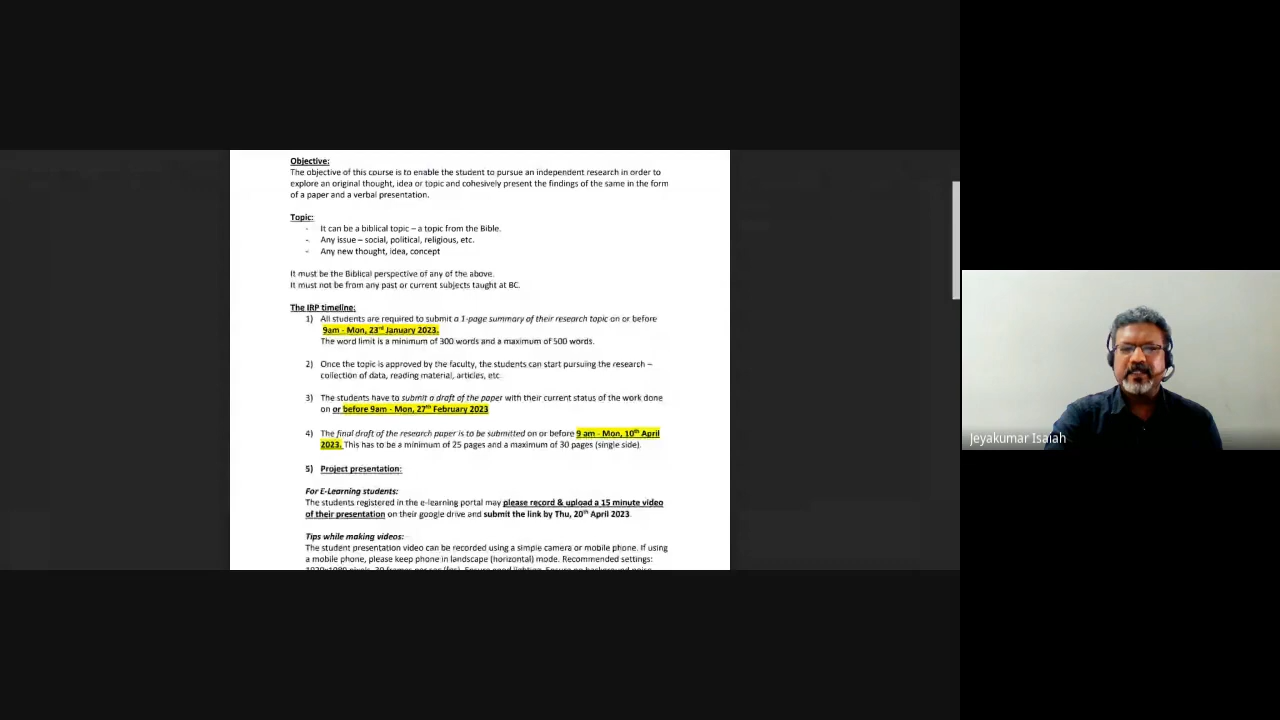 Objective:
The objective of this course is to enable the student to pursue an independent research in order to
explore an original thought, idea or topic and cohesively present the findings of the same in the form
of a paper and a verbal presentation.
Topic:
- It can be a biblical topic – a topic from the Bible.
- Any issue – social, political, religious, etc.
- Any new thought, idea, concept
It must be the Biblical perspective of any of the above.
It must not be from any past or current subjects taught at BC.
The IRP timeline:
1) All students are required to submit a 1-page summary of their research topic on or before
9am - Mon, 23rd January 2023.
The word limit is a minimum of 300 words and a maximum of 500 words.
2) Once the topic is approved by the faculty, the students can start pursuing the research –
collection of data, reading material, articles, etc
3) The students have to submit a draft of the paper with their current status of the work done
on or before 9am - Mon, 27th February 2023
4) The final draft of the research paper is to be submitted on or before 9 am - Mon, 10th April
2023. This has to be a minimum of 25 pages and a maximum of 30 pages (single side).
5) Project presentation:
For E-Learning students:
The students registered in the e-learning portal may please record & upload a 15 minute video
of their presentation on their google drive and submit the link by Thu, 20th April 2023.
Tips while making videos:
The student presentation video can be recorded using a simple camera or mobile phone. If using
a mobile phone, please keep phone in landscape (horizontal) mode. Recommended settings:
Jeyakumar Isaiah